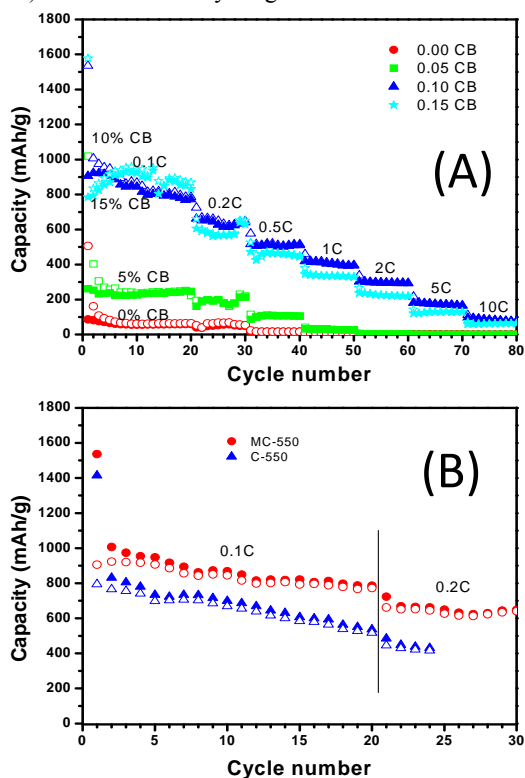 1800
1600
1400
1200
1000
800
600
400
200
0
Capacity (mAh/g)
0.00 CB
0.05 CB
0.10 CB
0.15 CB
(A)
10% CB
0.1C
15% CB
0.2C
0.5C
1C
2C
5C
10C
5% CB
0% CB
0 10 20 30 40 50 60 70 80
Cycle number
1800
1600
1400
1200
1000
800
600
400
200
0
Capacity (mAh/g)
MC-550
C-550
(B)
0.1C
0.2C
0 5 10 15 20 25 30
Cycle number